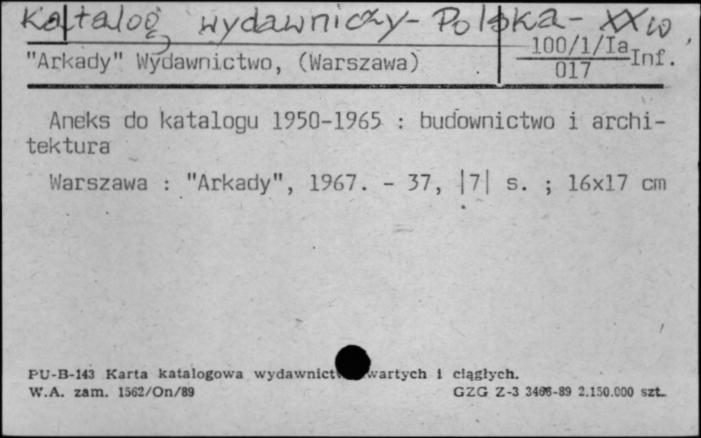 Katalog wydawniczy - Polska - XX w
"Arkady" Wydawnictwo, (Warszawa) 100/1/Ia Inf.
017
Aneks do katalogu 1950-1965 : budownictwo i archi-
tektura
Warszawa : "Arkady", 1967. - 37, |7| s. ; 16x17 cm
PU-B-143 Karta katalogowa wydawnict wartych i ciągłych.
W.A. zam. 1562/On/89 GZG Z-3 3466-89 2.150.000 szt.